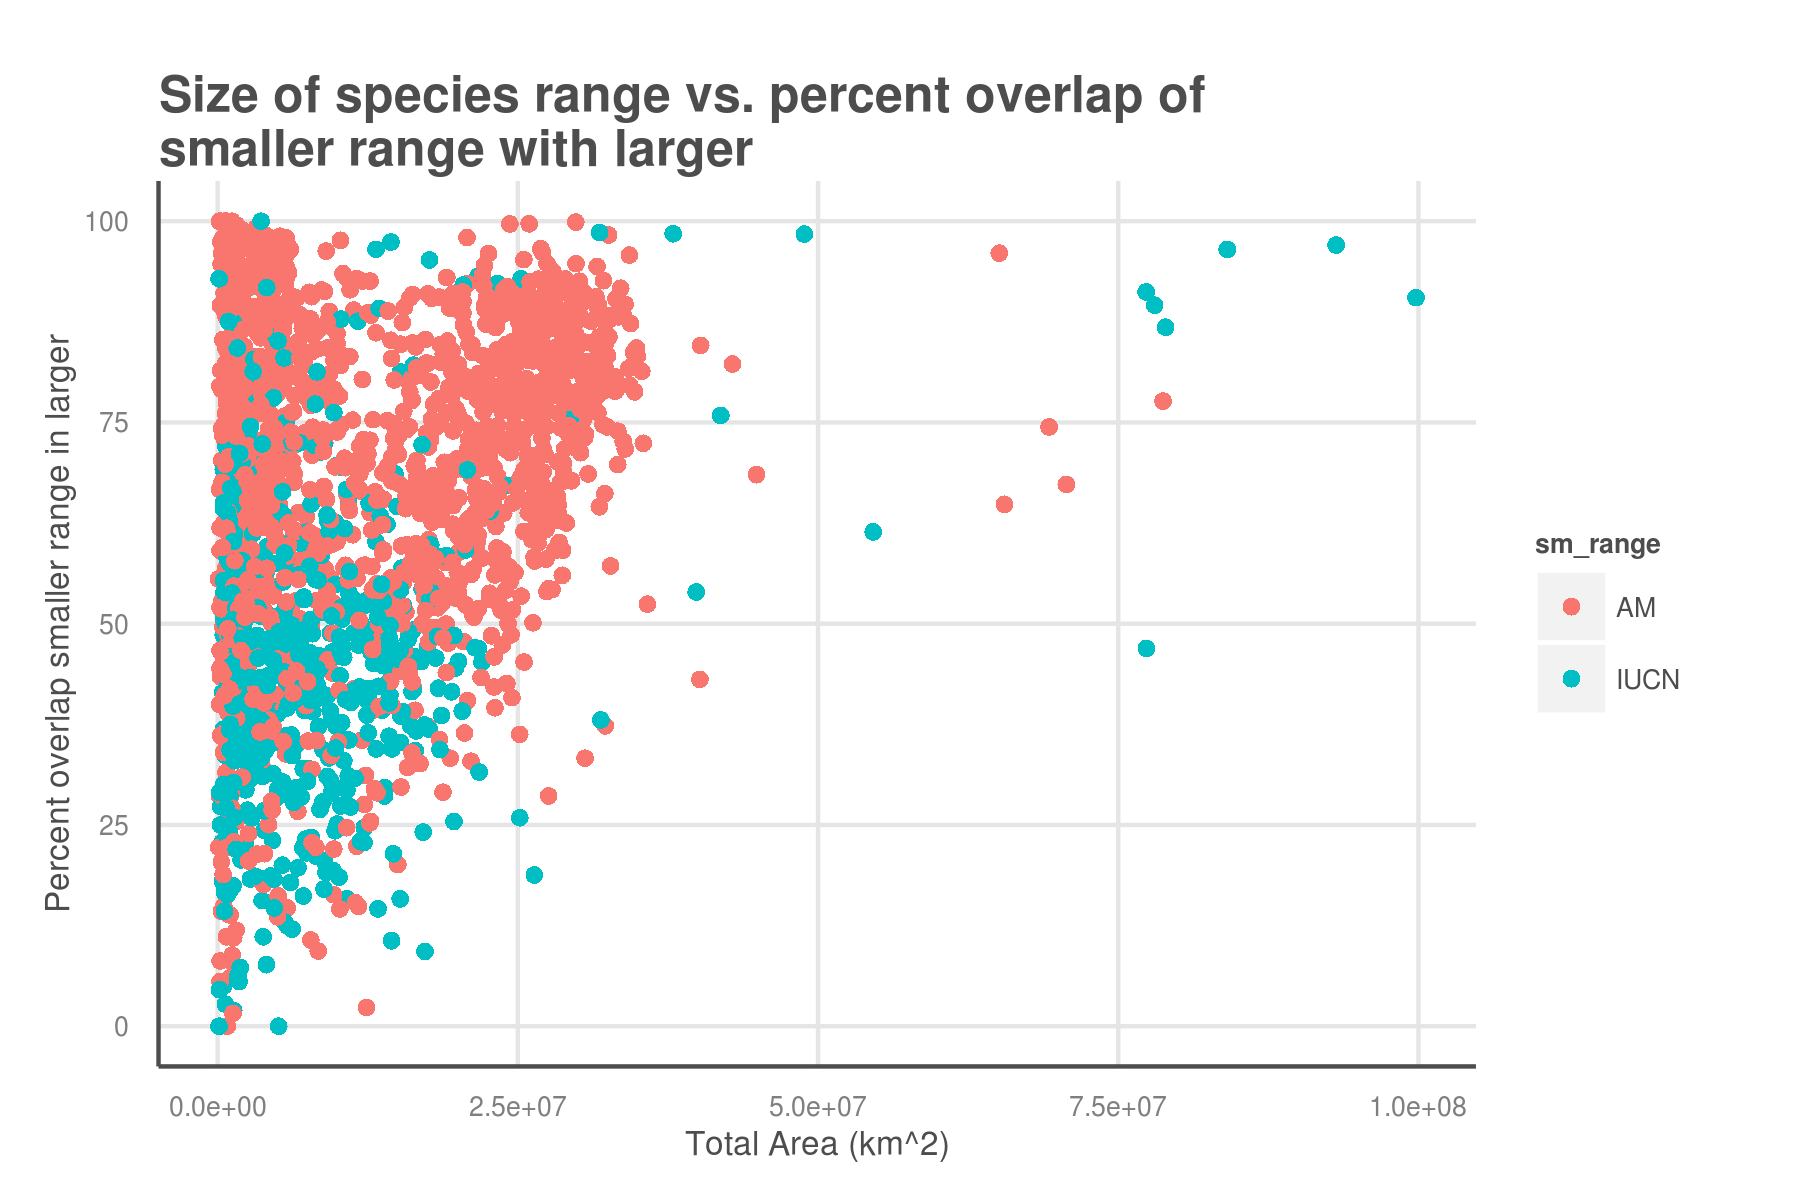 Size of species range vs. percent overlap of
smaller range with larger
Percent overlap smaller range in larger
100
75
50
25
0
0.0e+00
2.5e+07
5.0e+07
7.5e+07
1.0e+08
Total Area (km^2)
sm_range
AM
IUCN